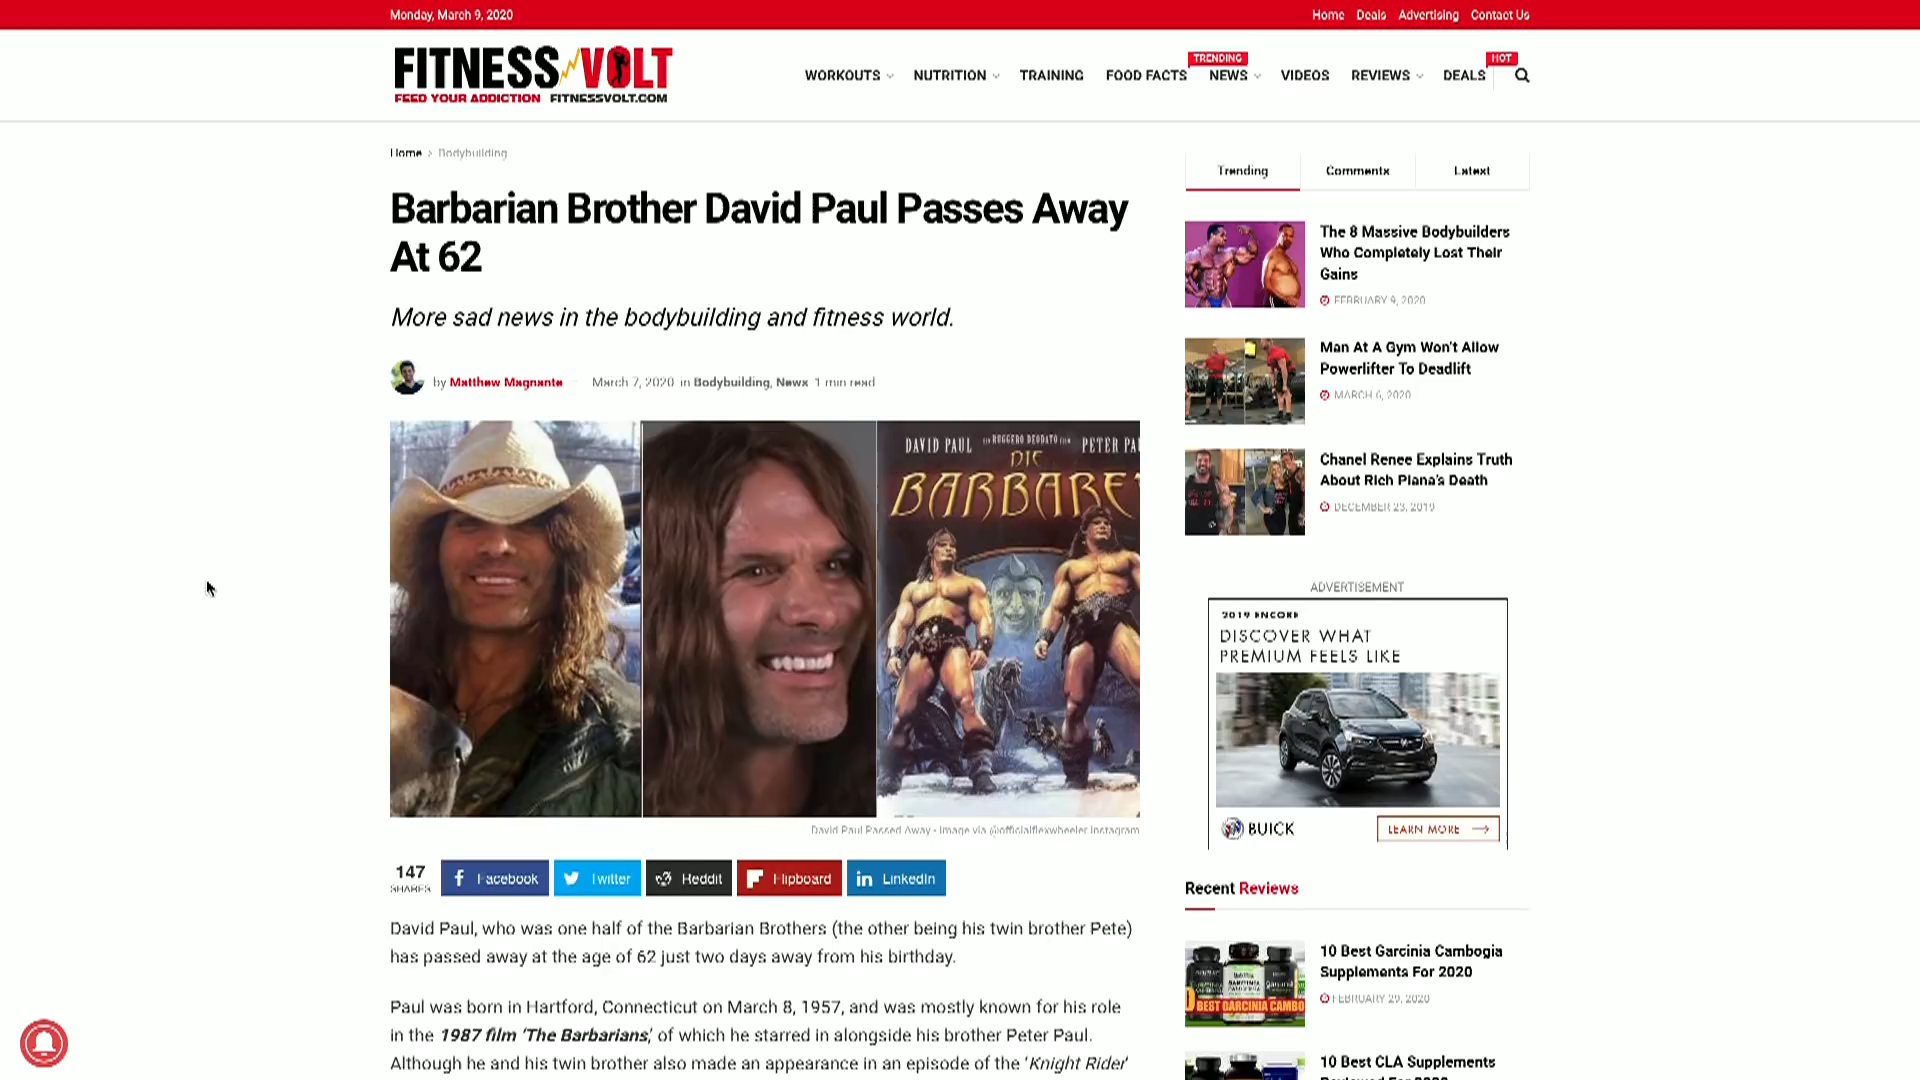 Monday, March 9, 2020
Home Deals Advertising Contact Us
FITNESS VOLT
FEED YOUR ADDICTION FITNESSVOLT.COM
WORKOUTS NUTRITION TRAINING FOOD FACTS NEWS VIDEOS REVIEWS DEALS
TRENDING
HOT
Home > Bodybuilding
Barbarian Brother David Paul Passes Away
At 62
More sad news in the bodybuilding and fitness world.
by Matthew Magnante — March 7, 2020 in Bodybuilding, News 1 min read
DAVID PAUL EIN RUGGERO DEODATO FILM PETER PA
DIE
BARBARE
David Paul Passed Away - Image via @officialflexwheeler Instagram
147
SHARES
Facebook
Twitter
Reddit
Flipboard
LinkedIn
David Paul, who was one half of the Barbarian Brothers (the other being his twin brother Pete)
has passed away at the age of 62 just two days away from his birthday.
Paul was born in Hartford, Connecticut on March 8, 1957, and was mostly known for his role
in the 1987 film ‘The Barbarians,’ of which he starred in alongside his brother Peter Paul.
Although he and his twin brother also made an appearance in an episode of the ‘Knight Rider’
Trending Comments Latest
The 8 Massive Bodybuilders
Who Completely Lost Their
Gains
FEBRUARY 9, 2020
Man At A Gym Won't Allow
Powerlifter To Deadlift
MARCH 6, 2020
Chanel Renee Explains Truth
About Rich Piana's Death
DECEMBER 23, 2019
ADVERTISEMENT
2019 ENCORE
DISCOVER WHAT
PREMIUM FEELS LIKE
BUICK
LEARN MORE
Recent Reviews
10 Best Garcinia Cambogia
Supplements For 2020
FEBRUARY 29, 2020
BEST GARCINIA CAMBO
10 Best CLA Supplements
Reviewed For 2020